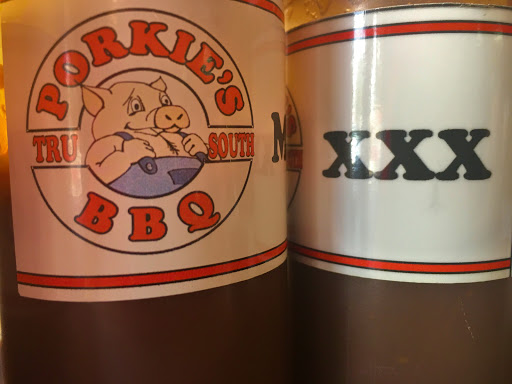 PORKIE'S
TRU SOUTH
BBQ
M
XXX